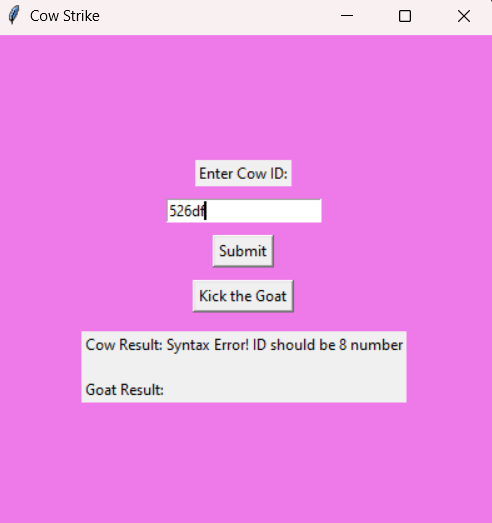 Cow Strike
Enter Cow ID:
526df
Submit
Kick the Goat
Cow Result: Syntax Error! ID should be 8 number
Goat Result: